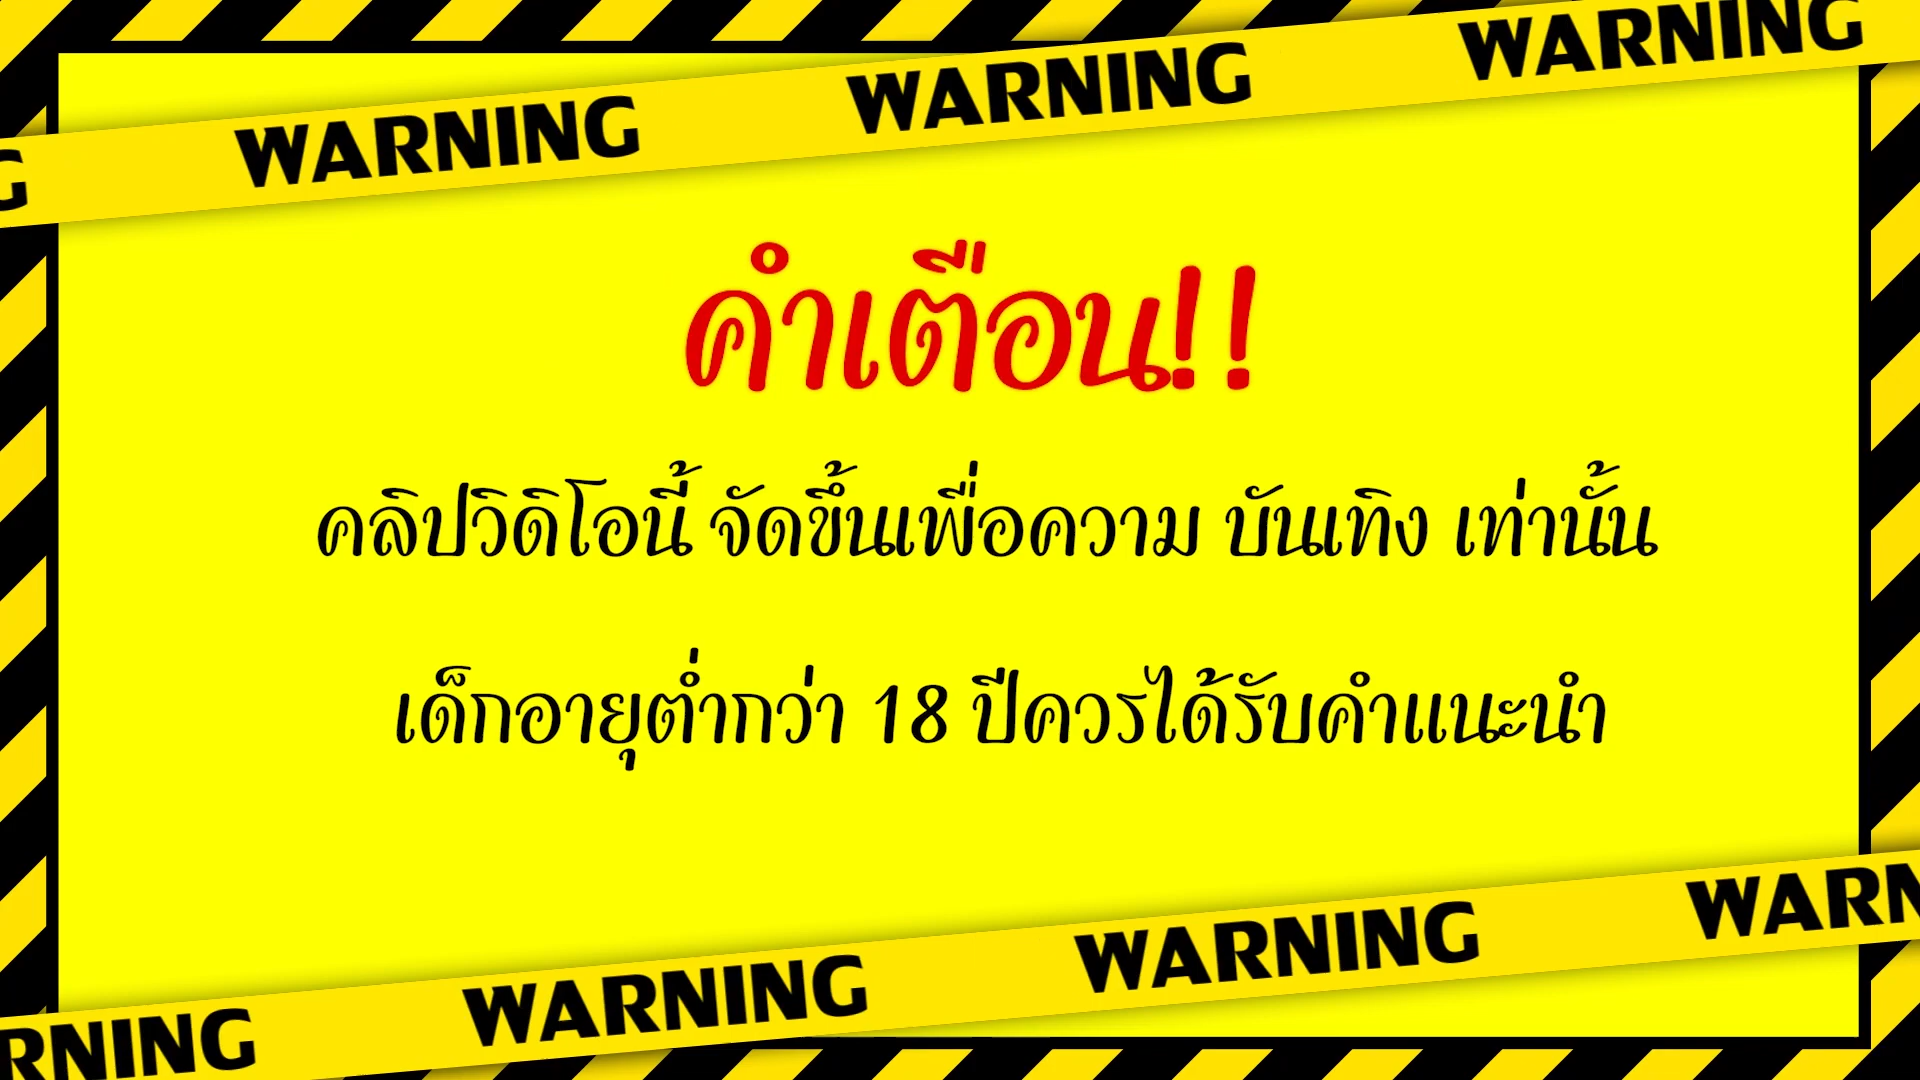 WARNING WARNING WARNING
คำเตือน!!
คลิปวิดิโอนี้ จัดขึ้นเพื่อความ บันเทิง เท่านั้น
เด็กอายุต่ำกว่า 18 ปีควรได้รับคำแนะนำ
RNING WARNING WARNING WARN